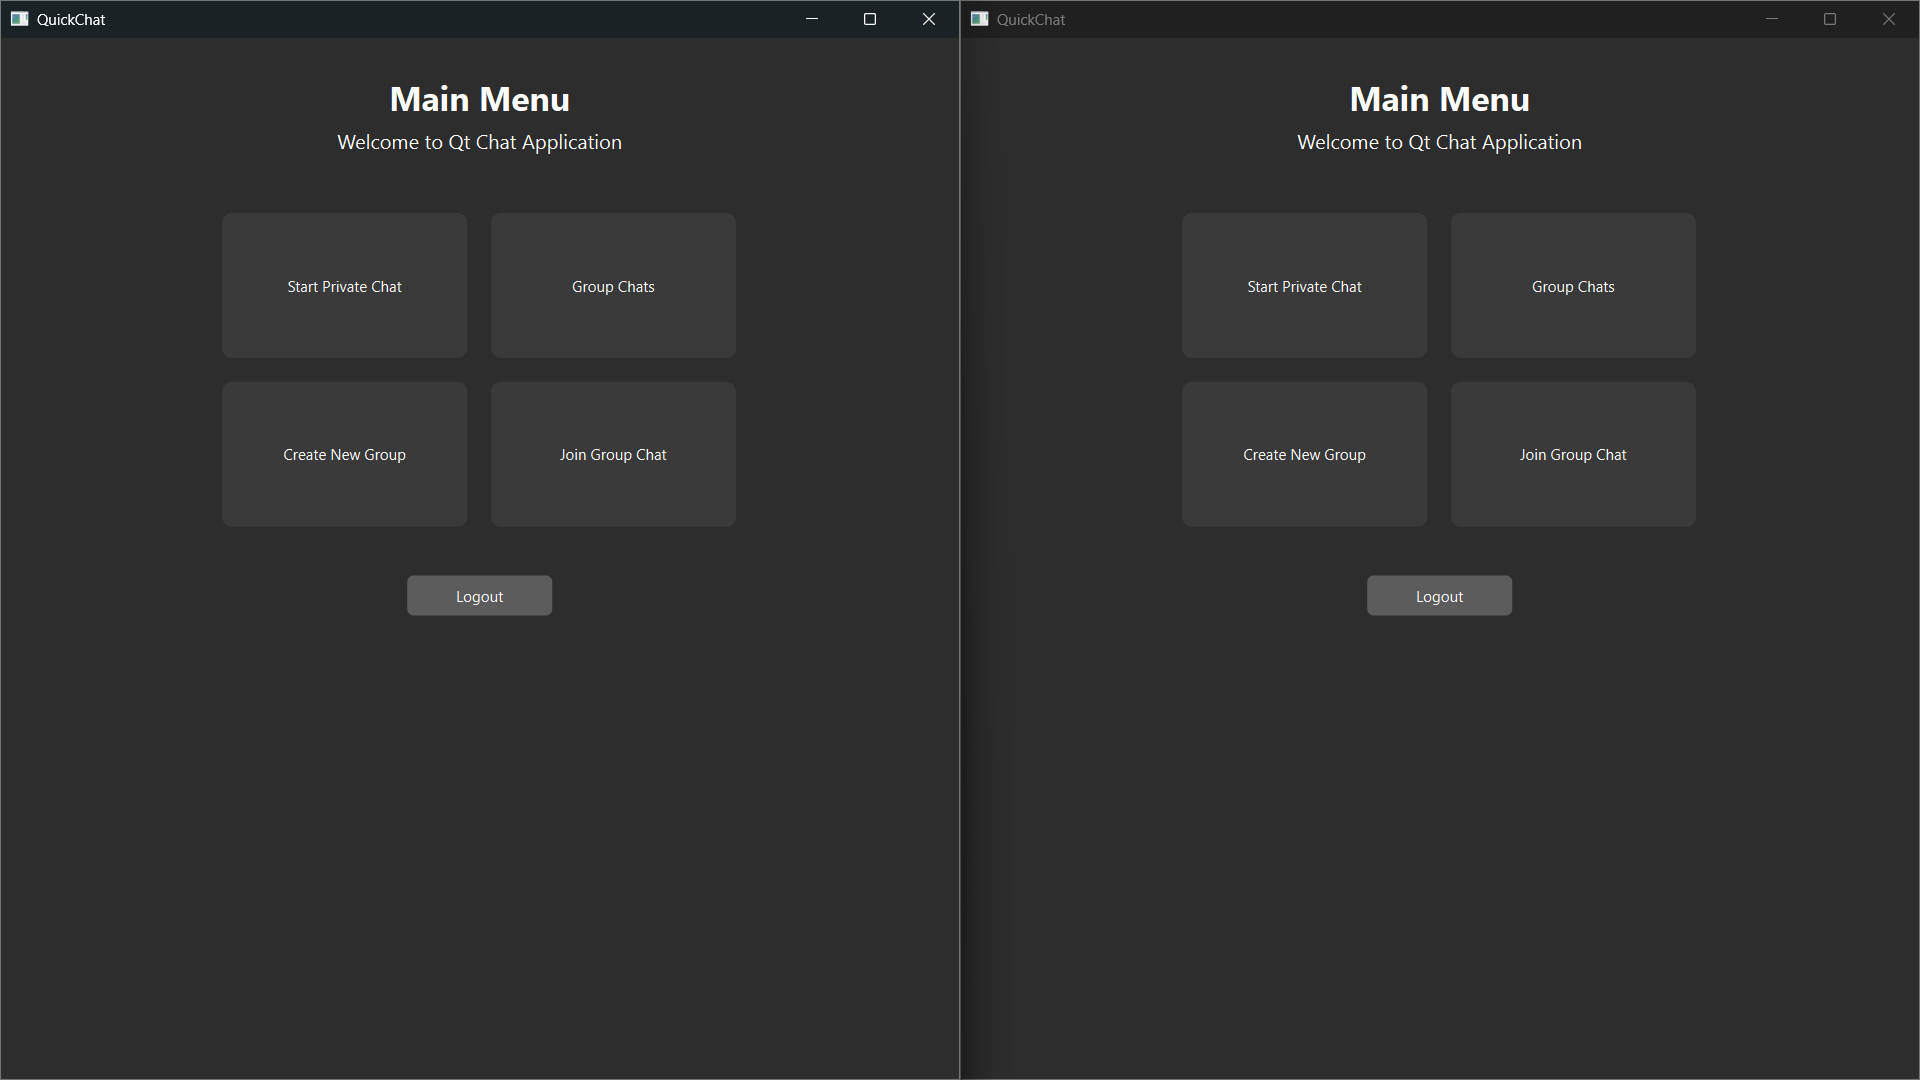 QuickChat
Main Menu
Welcome to Qt Chat Application
Start Private Chat
Group Chats
Create New Group
Join Group Chat
Logout
QuickChat
Main Menu
Welcome to Qt Chat Application
Start Private Chat
Group Chats
Create New Group
Join Group Chat
Logout